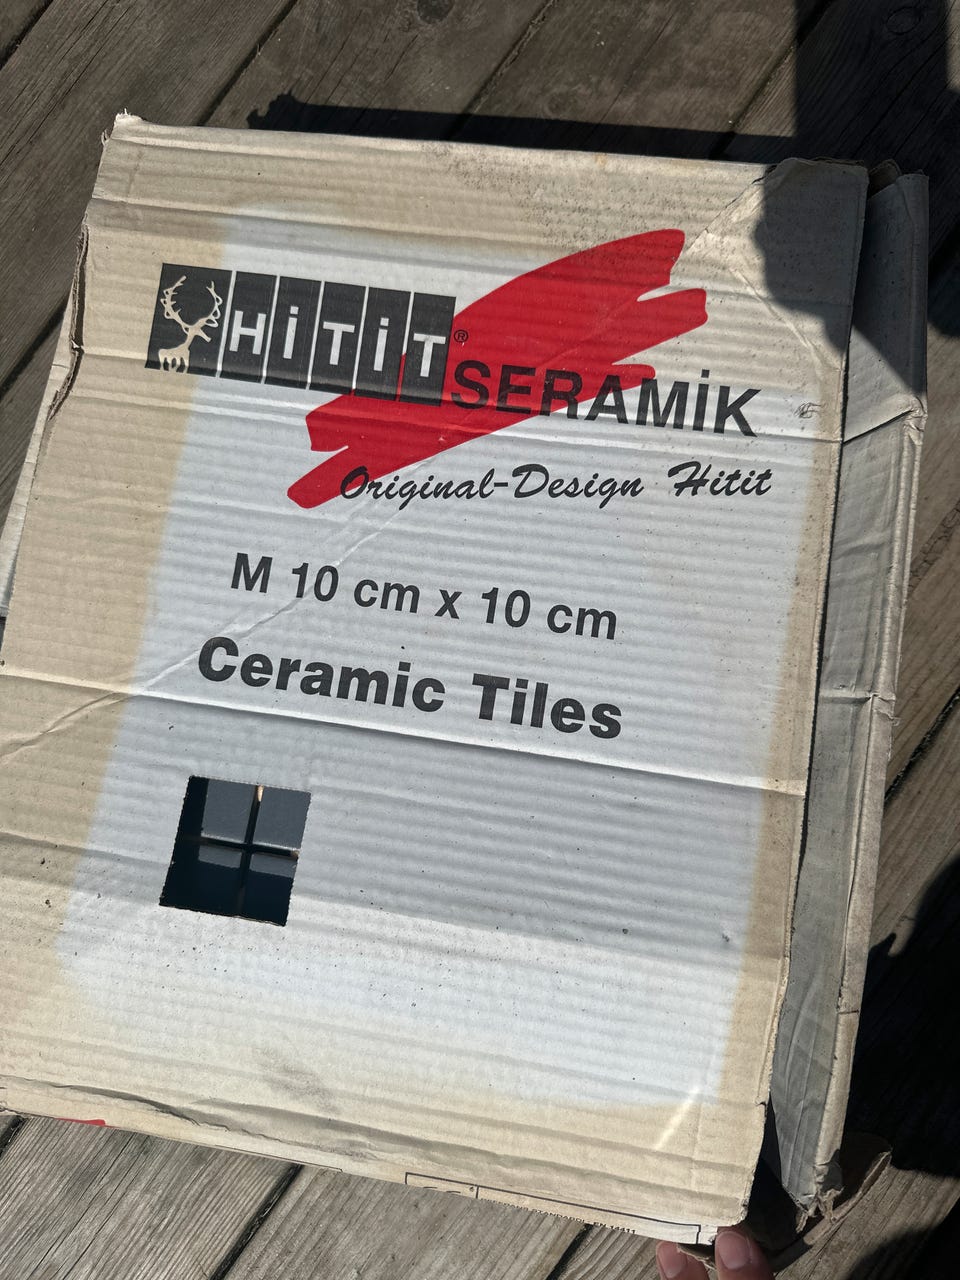 HİTİT®
SERAMİK
Original-Design Hitit
M 10 cm x 10 cm
Ceramic Tiles